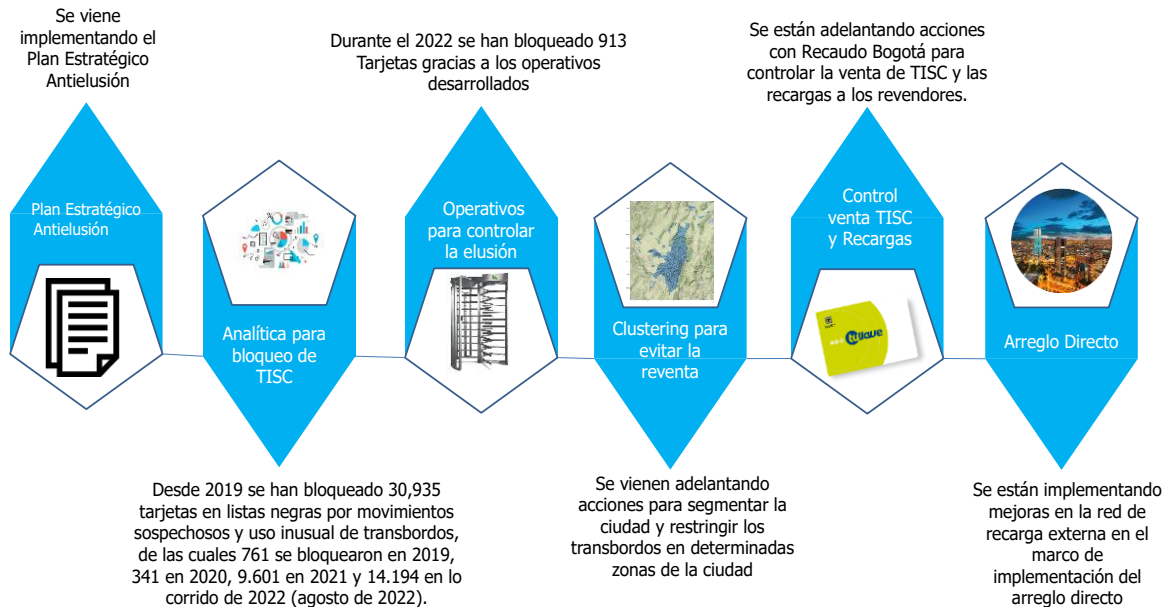 Se viene
implementando el
Plan Estratégico
Antielusión
Plan Estratégico
Antielusión
Analítica para
bloqueo de
TISC
Desde 2019 se han bloqueado 30,935
tarjetas en listas negras por movimientos
sospechosos y uso inusual de transbordos,
de las cuales 761 se bloquearon en 2019,
341 en 2020, 9.601 en 2021 y 14.194 en lo
corrido de 2022 (agosto de 2022).
Durante el 2022 se han bloqueado 913
Tarjetas gracias a los operativos
desarrollados
Operativos
para controlar
la elusión
Clustering para
evitar la
reventa
Se vienen adelantando
acciones para segmentar la
ciudad y restringir los
transbordos en determinadas
zonas de la ciudad
Se están adelantando acciones
con Recaudo Bogotá para
controlar la venta de TISC y las
recargas a los revendores.
Control
venta TISC
y Recargas
tullave
Arreglo Directo
Se están implementando
mejoras en la red de
recarga externa en el
marco de
implementación del
arreglo directo